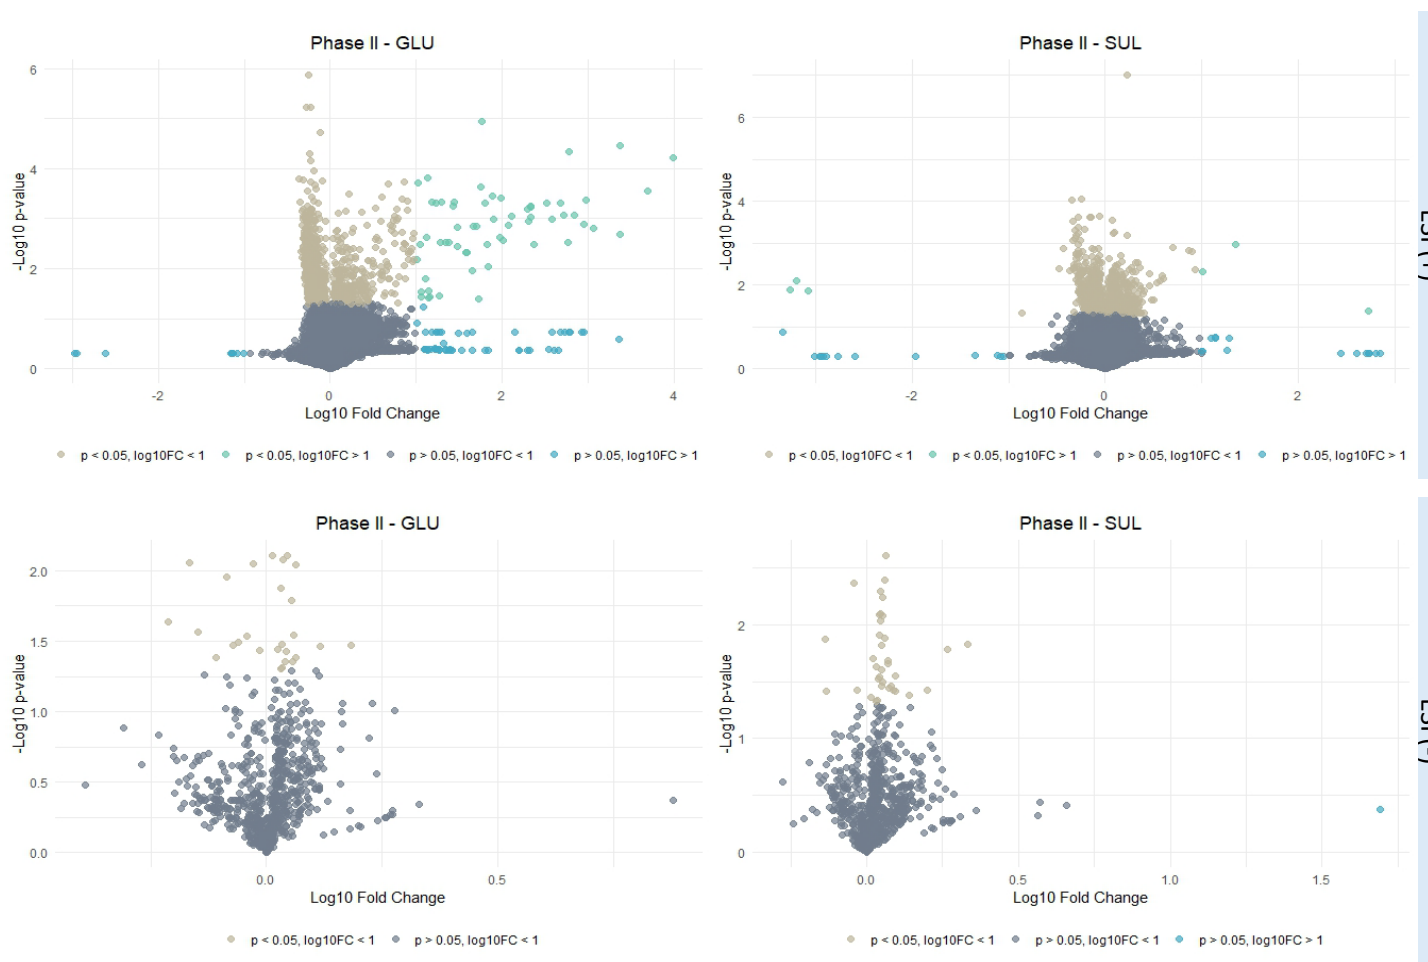 Phase II - GLU
6
4
2
0
-Log10 p-value
-2
0
2
4
Log10 Fold Change
p < 0.05, log10FC < 1
p < 0.05, log10FC > 1
p > 0.05, log10FC < 1
p > 0.05, log10FC > 1
Phase II - SUL
6
4
2
0
-Log10 p-value
-2
0
2
Log10 Fold Change
p < 0.05, log10FC < 1
p < 0.05, log10FC > 1
p > 0.05, log10FC < 1
p > 0.05, log10FC > 1
Phase II - GLU
2.0
1.5
1.0
0.5
0.0
-Log10 p-value
0.0
0.5
Log10 Fold Change
p < 0.05, log10FC < 1
p > 0.05, log10FC < 1
Phase II - SUL
2
1
0
-Log10 p-value
0.0
0.5
1.0
1.5
Log10 Fold Change
p < 0.05, log10FC < 1
p > 0.05, log10FC < 1
p > 0.05, log10FC > 1